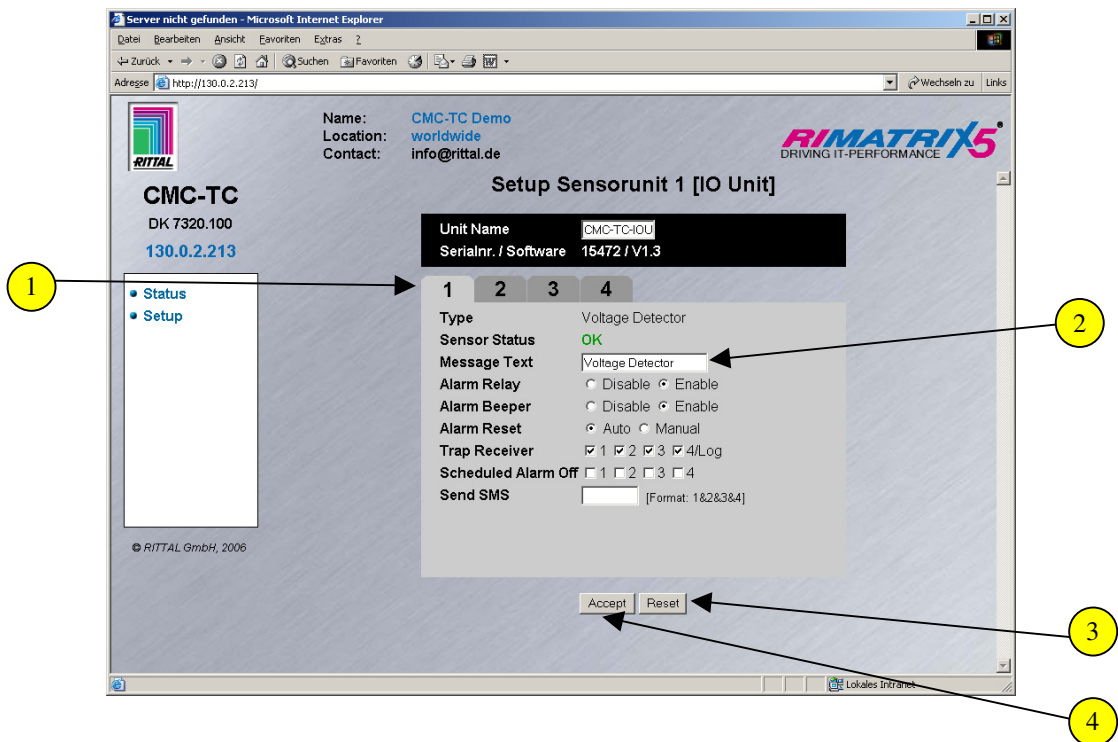 Server nicht gefunden - Microsoft Internet Explorer
Datei Bearbeiten Ansicht Favoriten Extras ?
Zurück Suchen Favoriten
Adresse http://130.0.2.213/ Wechseln zu Links
RITTAL
Name: CMC-TC Demo
Location: worldwide
Contact: info@rittal.de
RIMATRIX5
DRIVING IT-PERFORMANCE
CMC-TC
DK 7320.100
130.0.2.213
Status
Setup
© RITTAL GmbH, 2006
Setup Sensorunit 1 [IO Unit]
Unit Name CMC-TC-IOU
Serialnr. / Software 15472 / V1.3
1 2 3 4
Type Voltage Detector
Sensor Status OK
Message Text Voltage Detector
Alarm Relay Disable Enable
Alarm Beeper Disable Enable
Alarm Reset Auto Manual
Trap Receiver 1 2 3 4/Log
Scheduled Alarm Off 1 2 3 4
Send SMS [Format: 1&2&3&4]
Accept Reset
Lokales Intranet
1
2
3
4